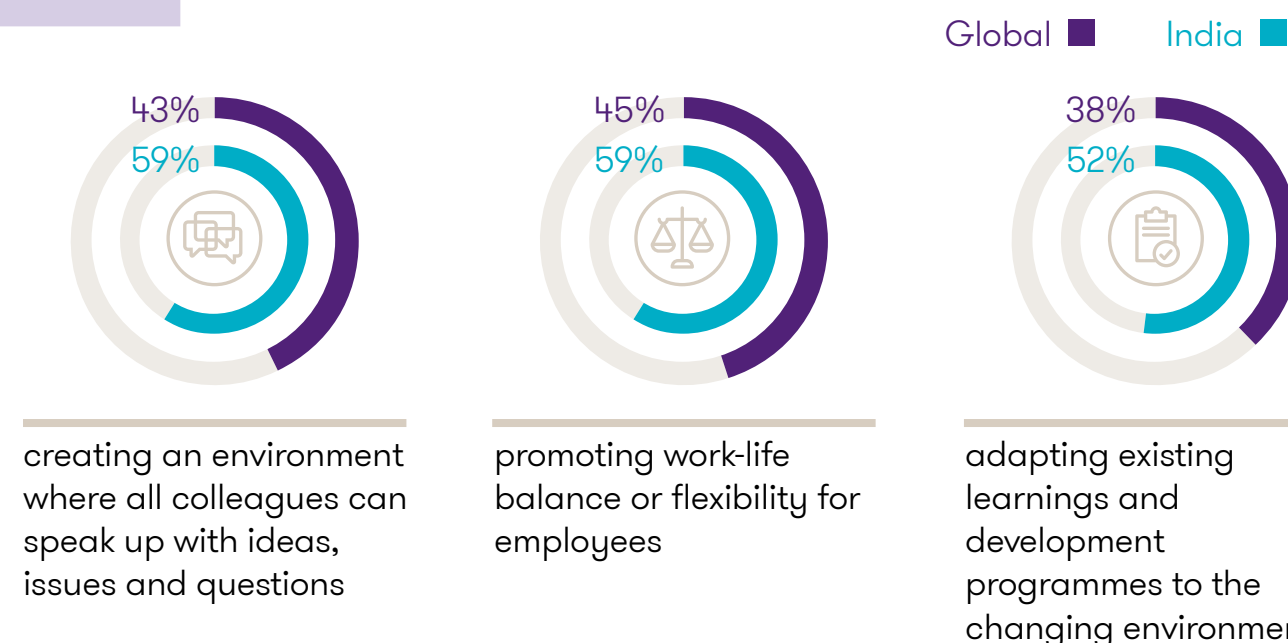 Global India
43%
59%
creating an environment
where all colleagues can
speak up with ideas,
issues and questions
45%
59%
promoting work-life
balance or flexibility for
employees
38%
52%
adapting existing
learnings and
development
programmes to the
changing